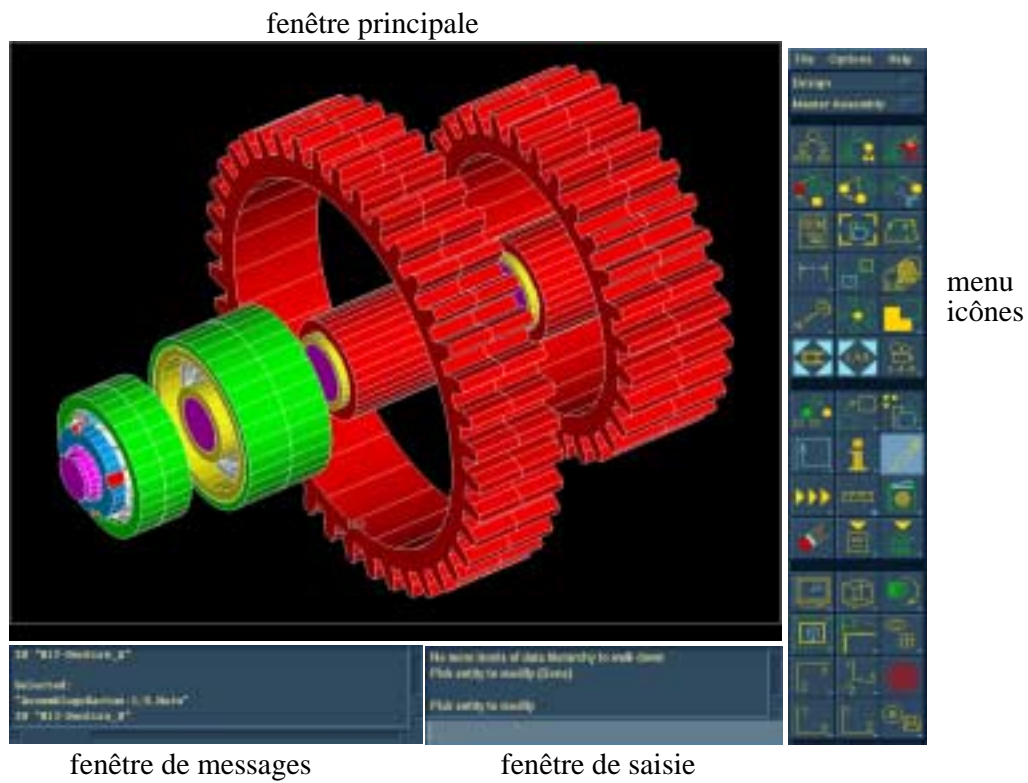 fenêtre principale
File Options Help
Design
Master Assembly
menu
icônes
Selected:
No more levels of data hierarchy to walk down
Pick entity to modify (Done)
Pick entity to modify
fenêtre de messages
fenêtre de saisie